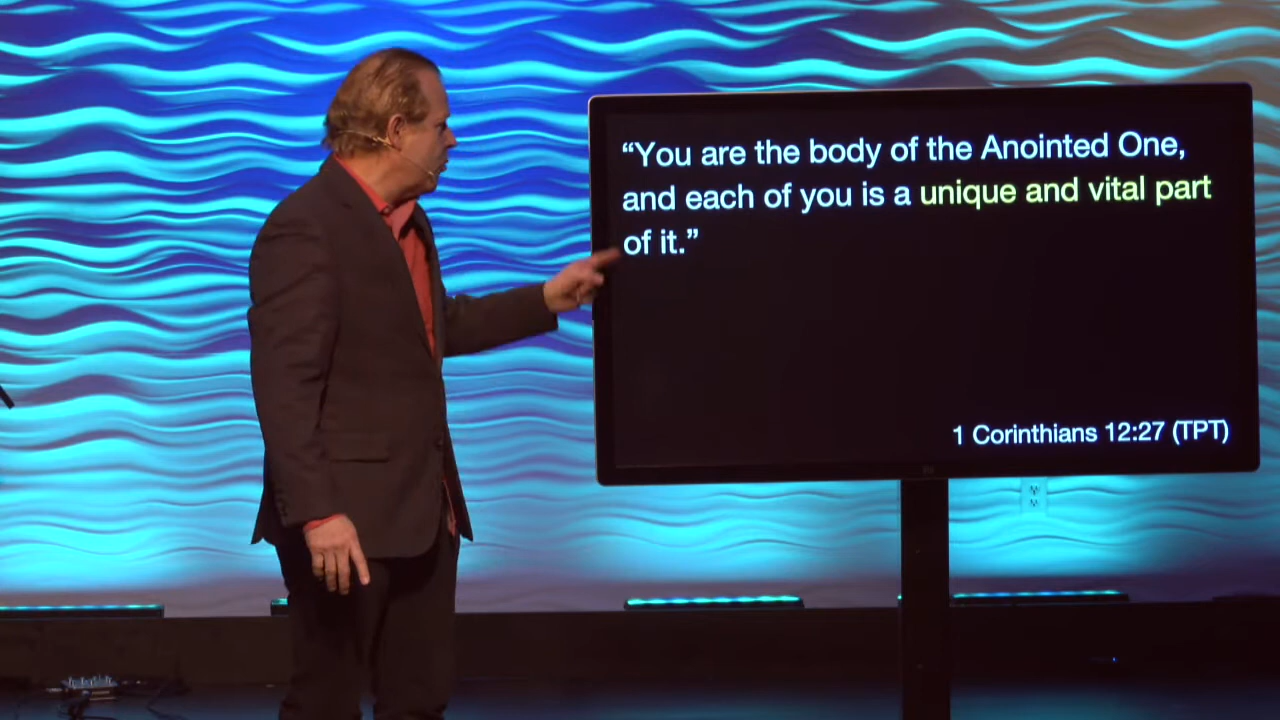 “You are the body of the Anointed One,
and each of you is a unique and vital part
of it.”
1 Corinthians 12:27 (TPT)